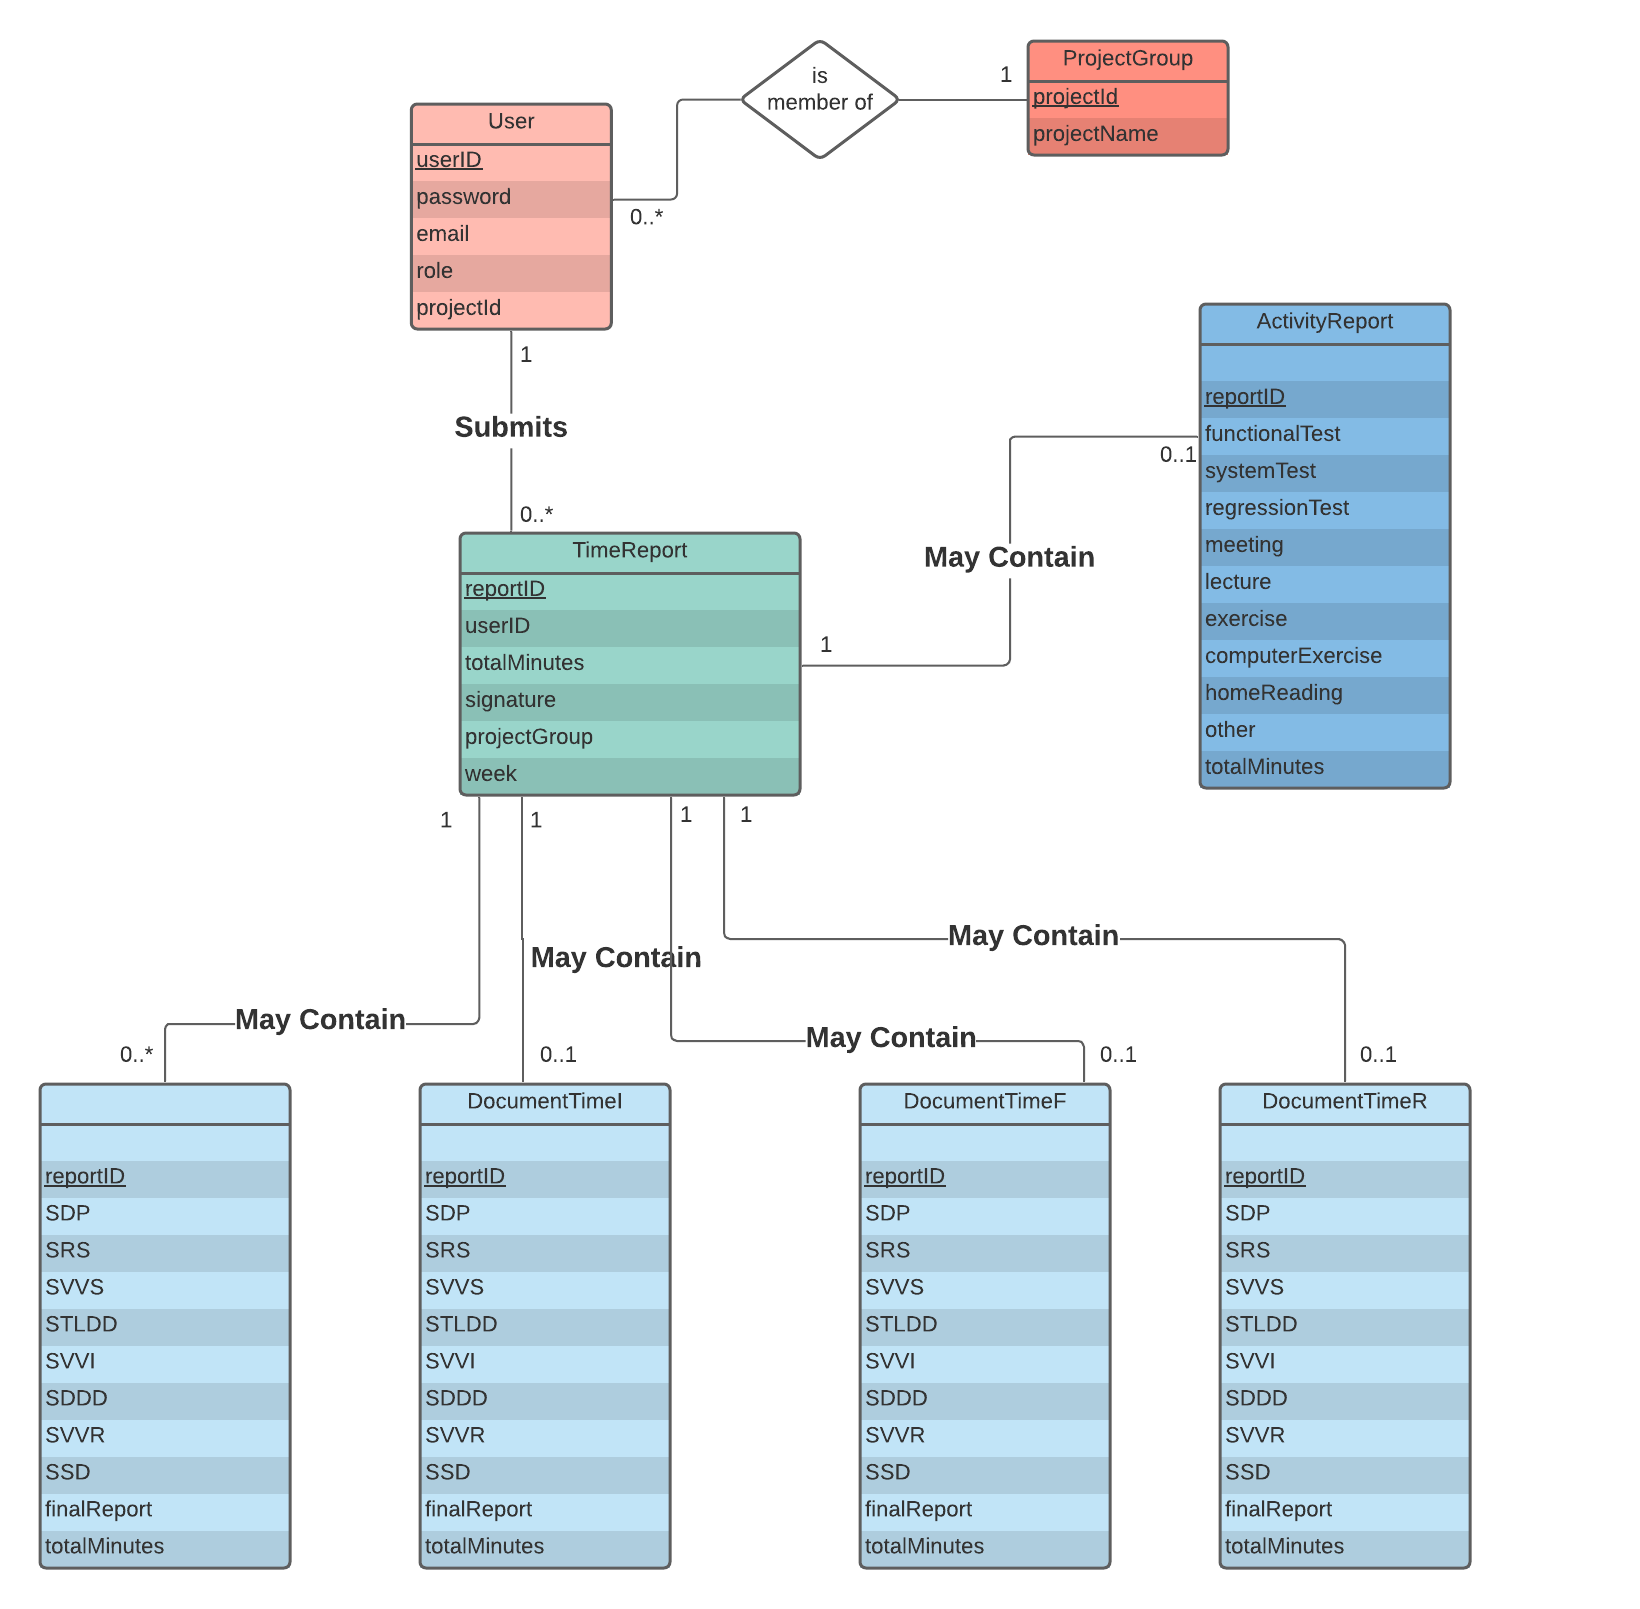 is
member of
1
ProjectGroup
projectId
projectName
User
userID
password
email
role
projectId
0..*
1
Submits
0..*
ActivityReport
reportID
functionalTest
systemTest
regressionTest
meeting
lecture
exercise
computerExercise
homeReading
other
totalMinutes
0..1
May Contain
1
TimeReport
reportID
userID
totalMinutes
signature
projectGroup
week
1
1
1
1
May Contain
May Contain
May Contain
May Contain
0..*
0..1
0..1
0..1
reportID
SDP
SRS
SVVS
STLDD
SVVI
SDDD
SVVR
SSD
finalReport
totalMinutes
DocumentTimeI
reportID
SDP
SRS
SVVS
STLDD
SVVI
SDDD
SVVR
SSD
finalReport
totalMinutes
DocumentTimeF
reportID
SDP
SRS
SVVS
STLDD
SVVI
SDDD
SVVR
SSD
finalReport
totalMinutes
DocumentTimeR
reportID
SDP
SRS
SVVS
STLDD
SVVI
SDDD
SVVR
SSD
finalReport
totalMinutes